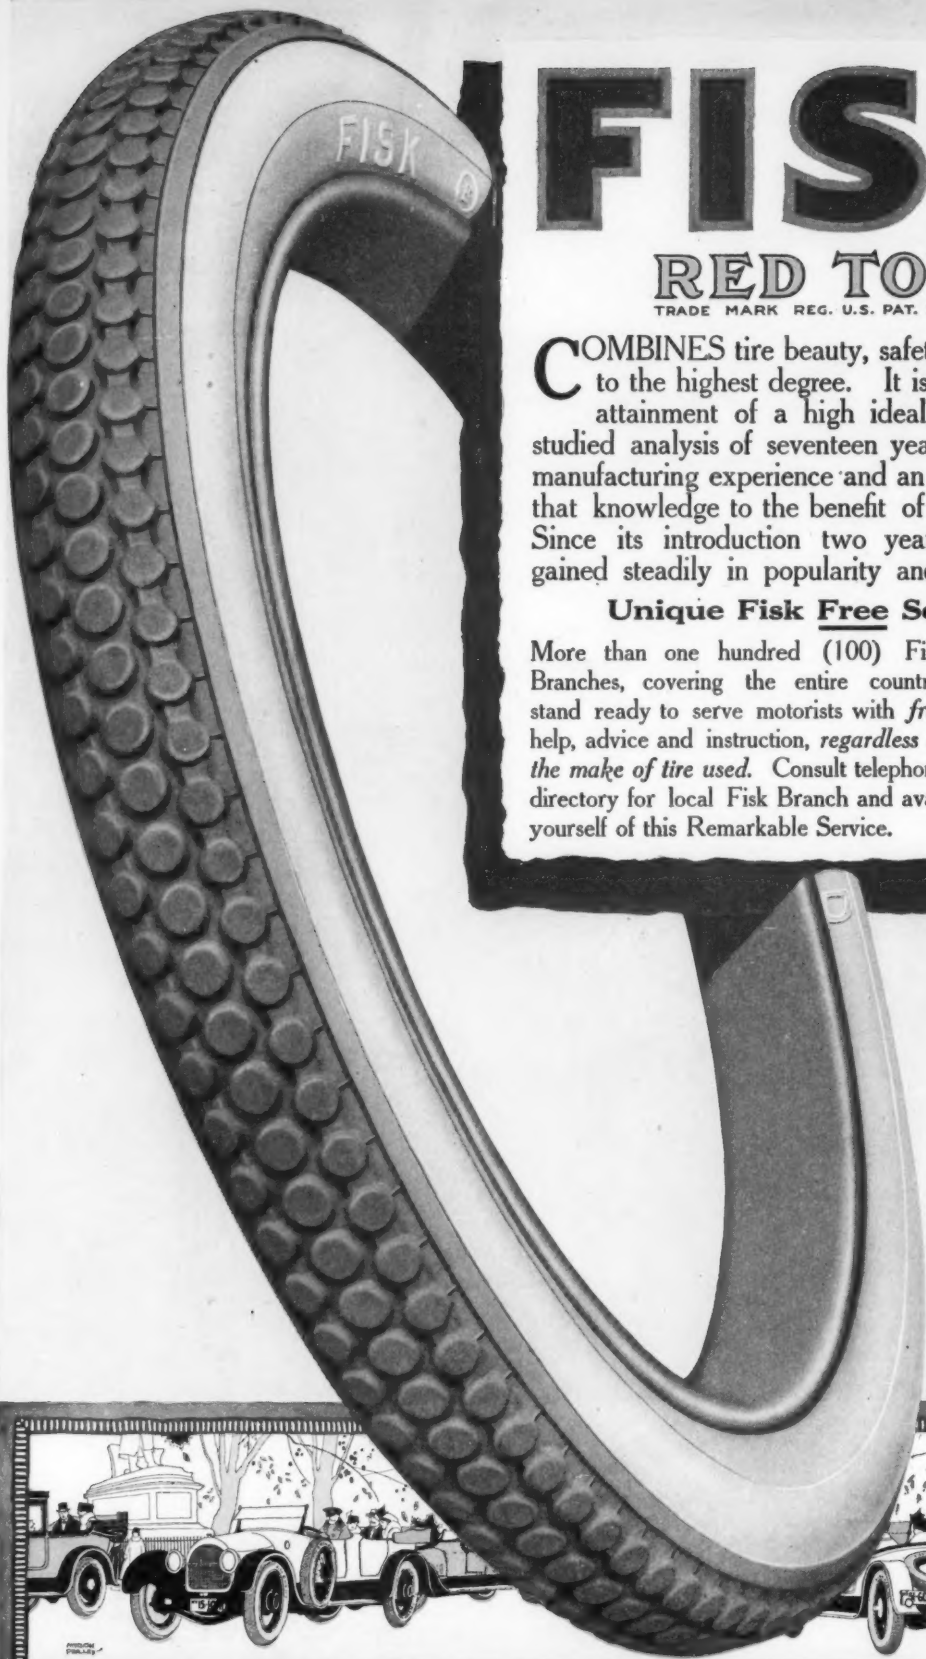 FISK
FIS
RED TO
TRADE MARK REG. U.S. PAT.
COMBINES tire beauty, safet
to the highest degree. It is
attainment of a high ideal
studied analysis of seventeen yea
manufacturing experience and an
that knowledge to the benefit of
Since its introduction two year
gained steadily in popularity and
Unique Fisk Free Se
More than one hundred (100) Fi
Branches, covering the entire countr
stand ready to serve motorists with fr
help, advice and instruction, regardless
the make of tire used. Consult telephon
directory for local Fisk Branch and ava
yourself of this Remarkable Service.